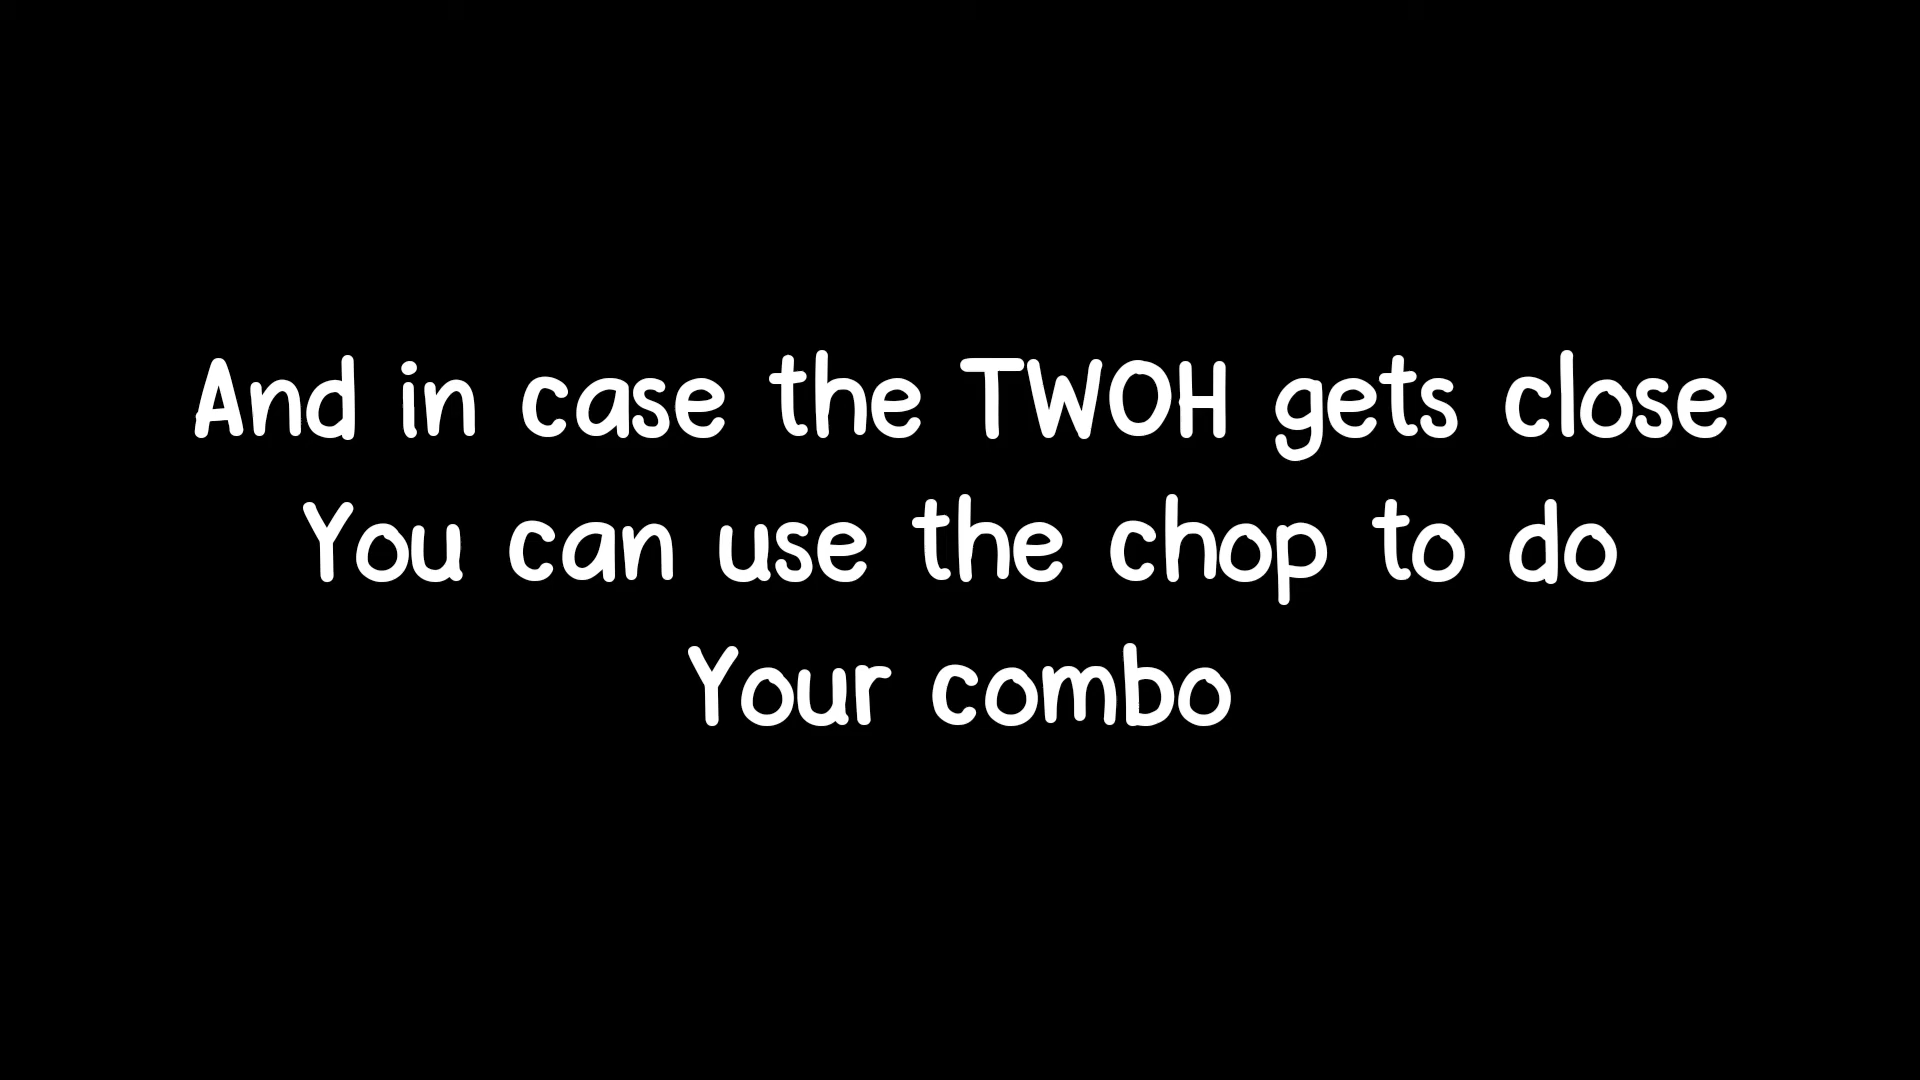 And in case the TWOH gets close
You can use the chop to do
Your combo